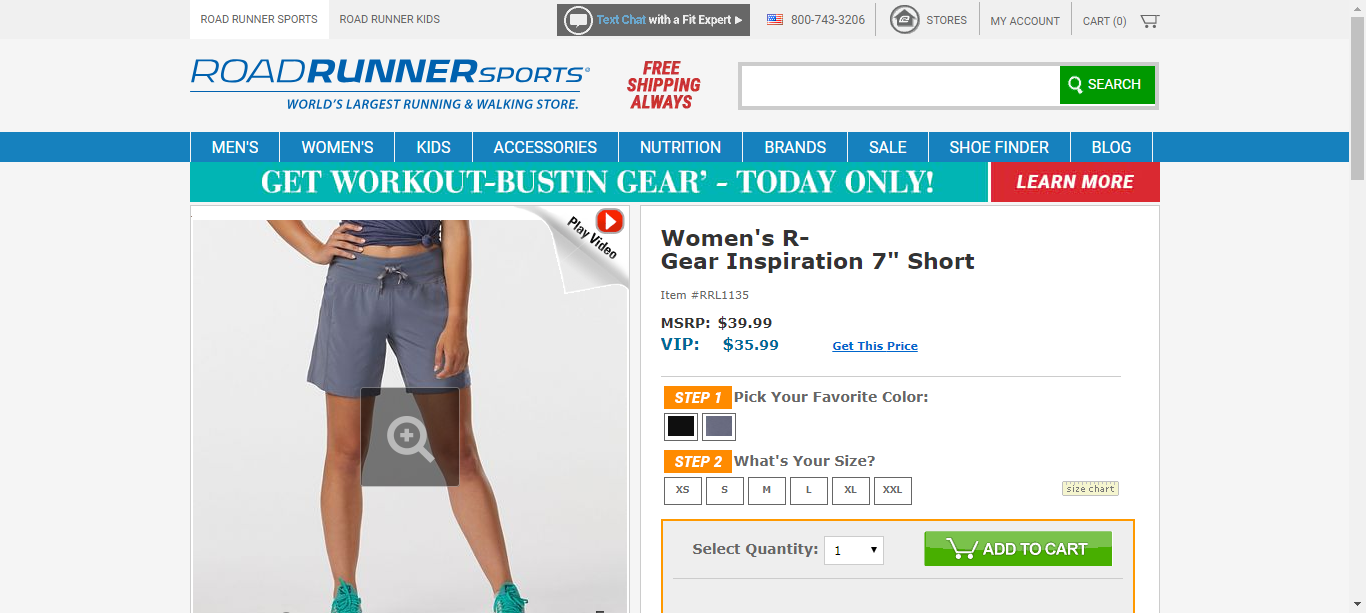 ROAD RUNNER SPORTS
ROAD RUNNER KIDS
Text Chat with a Fit Expert
800-743-3206
STORES
MY ACCOUNT
CART (0)
ROADRUNNERSPORTS
WORLD'S LARGEST RUNNING & WALKING STORE.
FREE
SHIPPING
ALWAYS
SEARCH
MEN'S
WOMEN'S
KIDS
ACCESSORIES
NUTRITION
BRANDS
SALE
SHOE FINDER
BLOG
GET WORKOUT-BUSTIN GEAR' - TODAY ONLY!
LEARN MORE
Play Video
Women's R-
Gear Inspiration 7" Short
Item #RRL1135
MSRP: $39.99
VIP: $35.99
Get This Price
STEP 1 Pick Your Favorite Color:
STEP 2 What's Your Size?
XS
S
M
L
XL
XXL
size chart
Select Quantity: 1
ADD TO CART